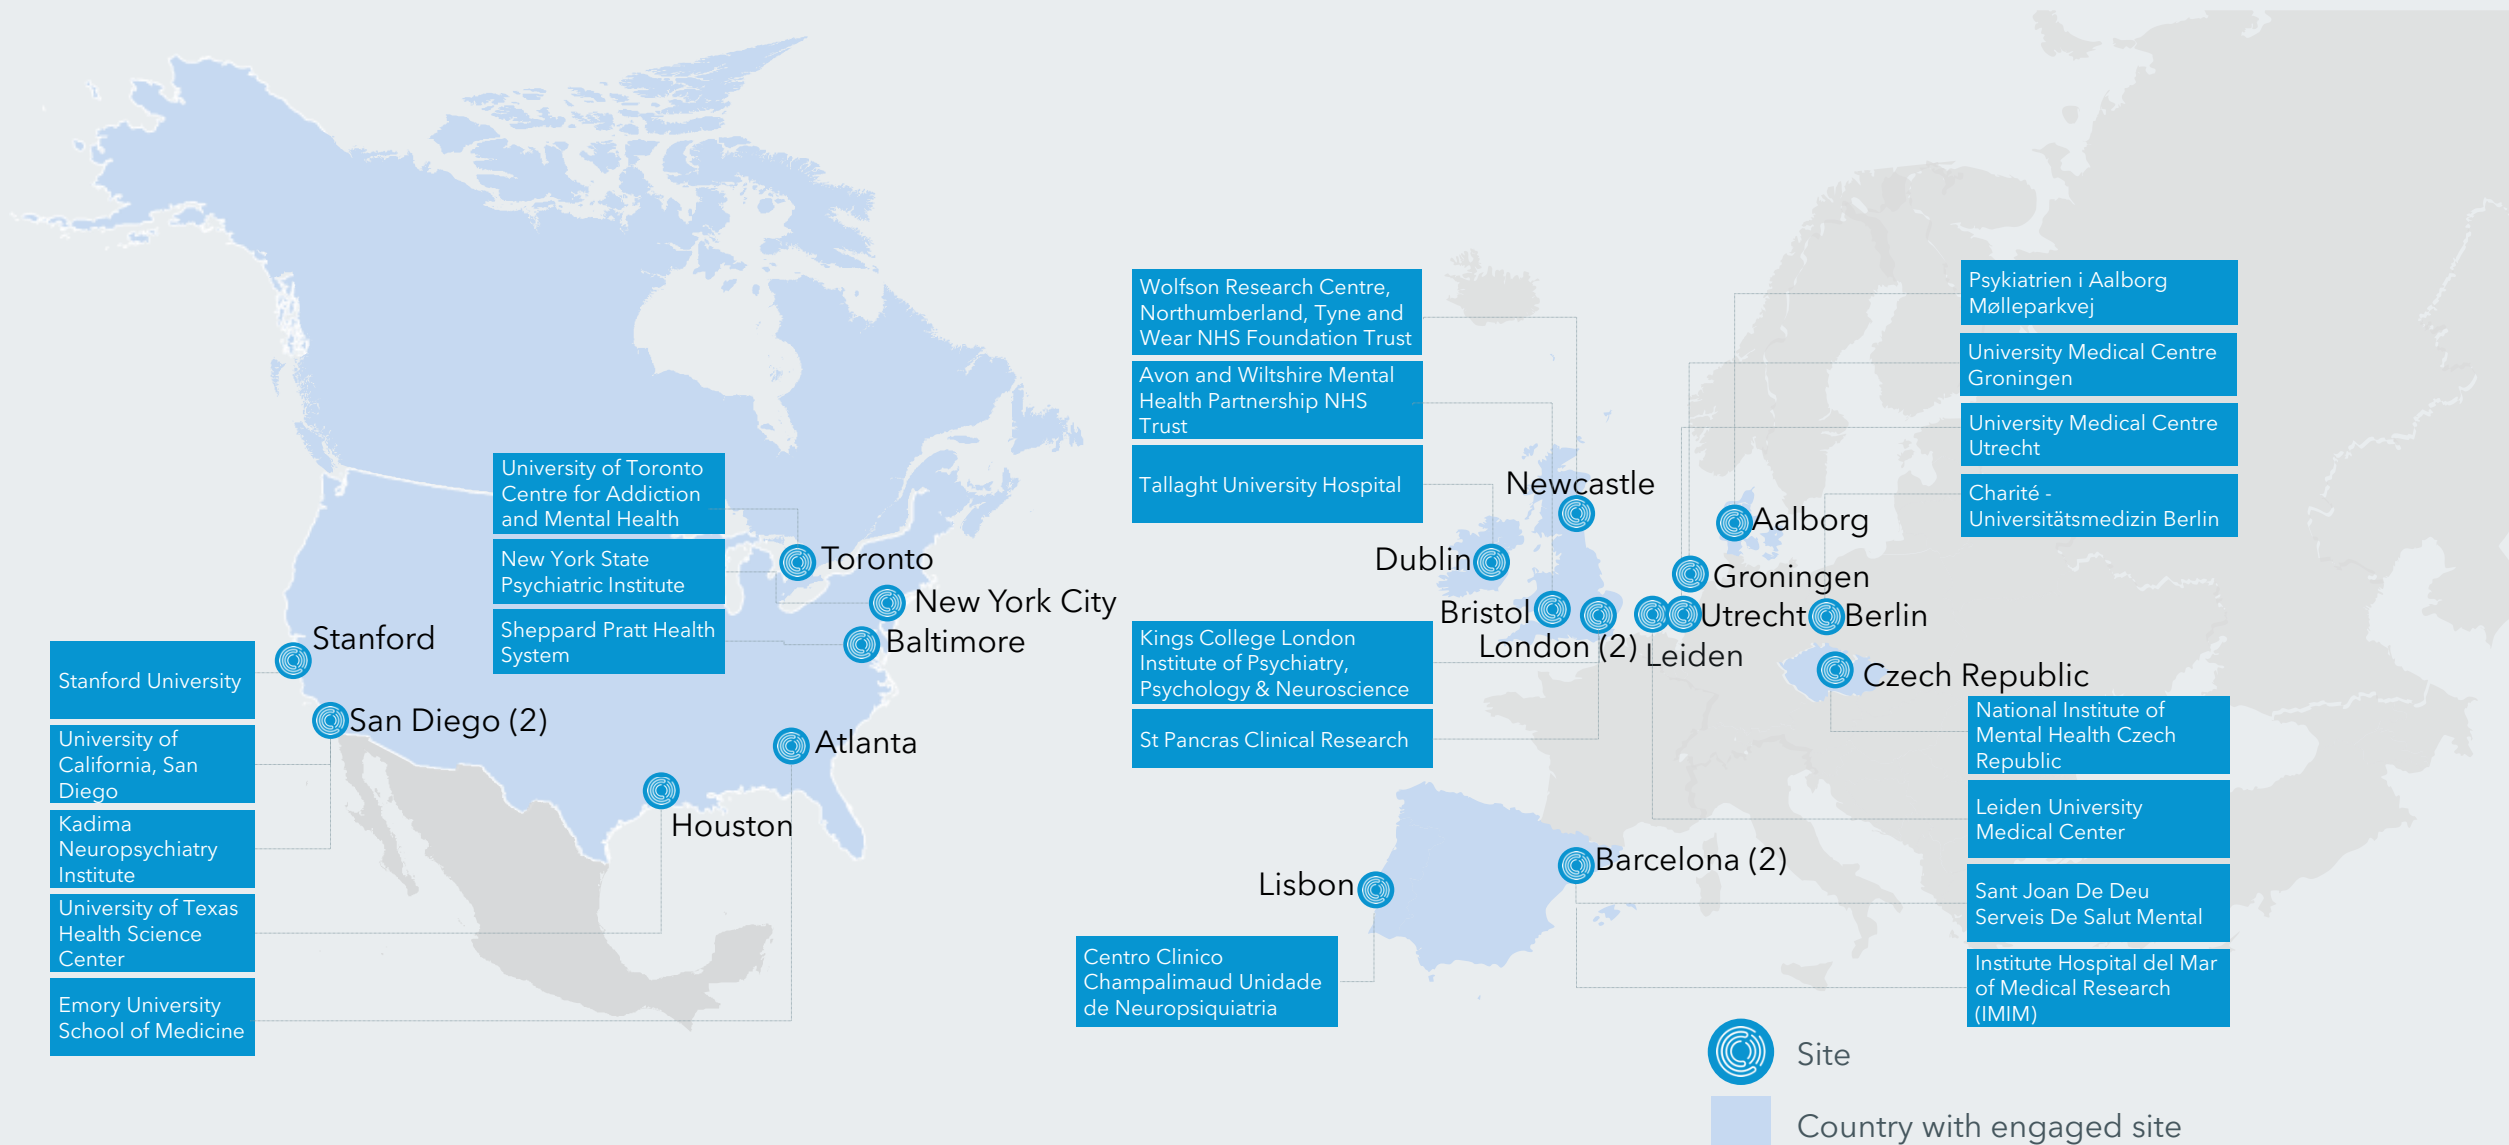 University of Toronto
Centre for Addiction
and Mental Health
New York State
Psychiatric Institute
Sheppard Pratt Health
System
Toronto
New York City
Baltimore
Stanford
San Diego (2)
Atlanta
Houston
Stanford University
University of
California, San
Diego
Kadima
Neuropsychiatry
Institute
University of Texas
Health Science
Center
Emory University
School of Medicine
Wolfson Research Centre,
Northumberland, Tyne and
Wear NHS Foundation Trust
Avon and Wiltshire Mental
Health Partnership NHS
Trust
Tallaght University Hospital
Kings College London
Institute of Psychiatry,
Psychology & Neuroscience
St Pancras Clinical Research
Newcastle
Dublin
Bristol
London (2)
Leiden
Aalborg
Groningen
Utrecht
Berlin
Czech Republic
Barcelona (2)
Lisbon
Centro Clinico
Champalimaud Unidade
de Neuropsiquiatria
Psykiatrien i Aalborg
Mølleparkvej
University Medical Centre
Groningen
University Medical Centre
Utrecht
Charité -
Universitätsmedizin Berlin
National Institute of
Mental Health Czech
Republic
Leiden University
Medical Center
Sant Joan De Deu
Serveis De Salut Mental
Institute Hospital del Mar
of Medical Research
(IMIM)
Site
Country with engaged site